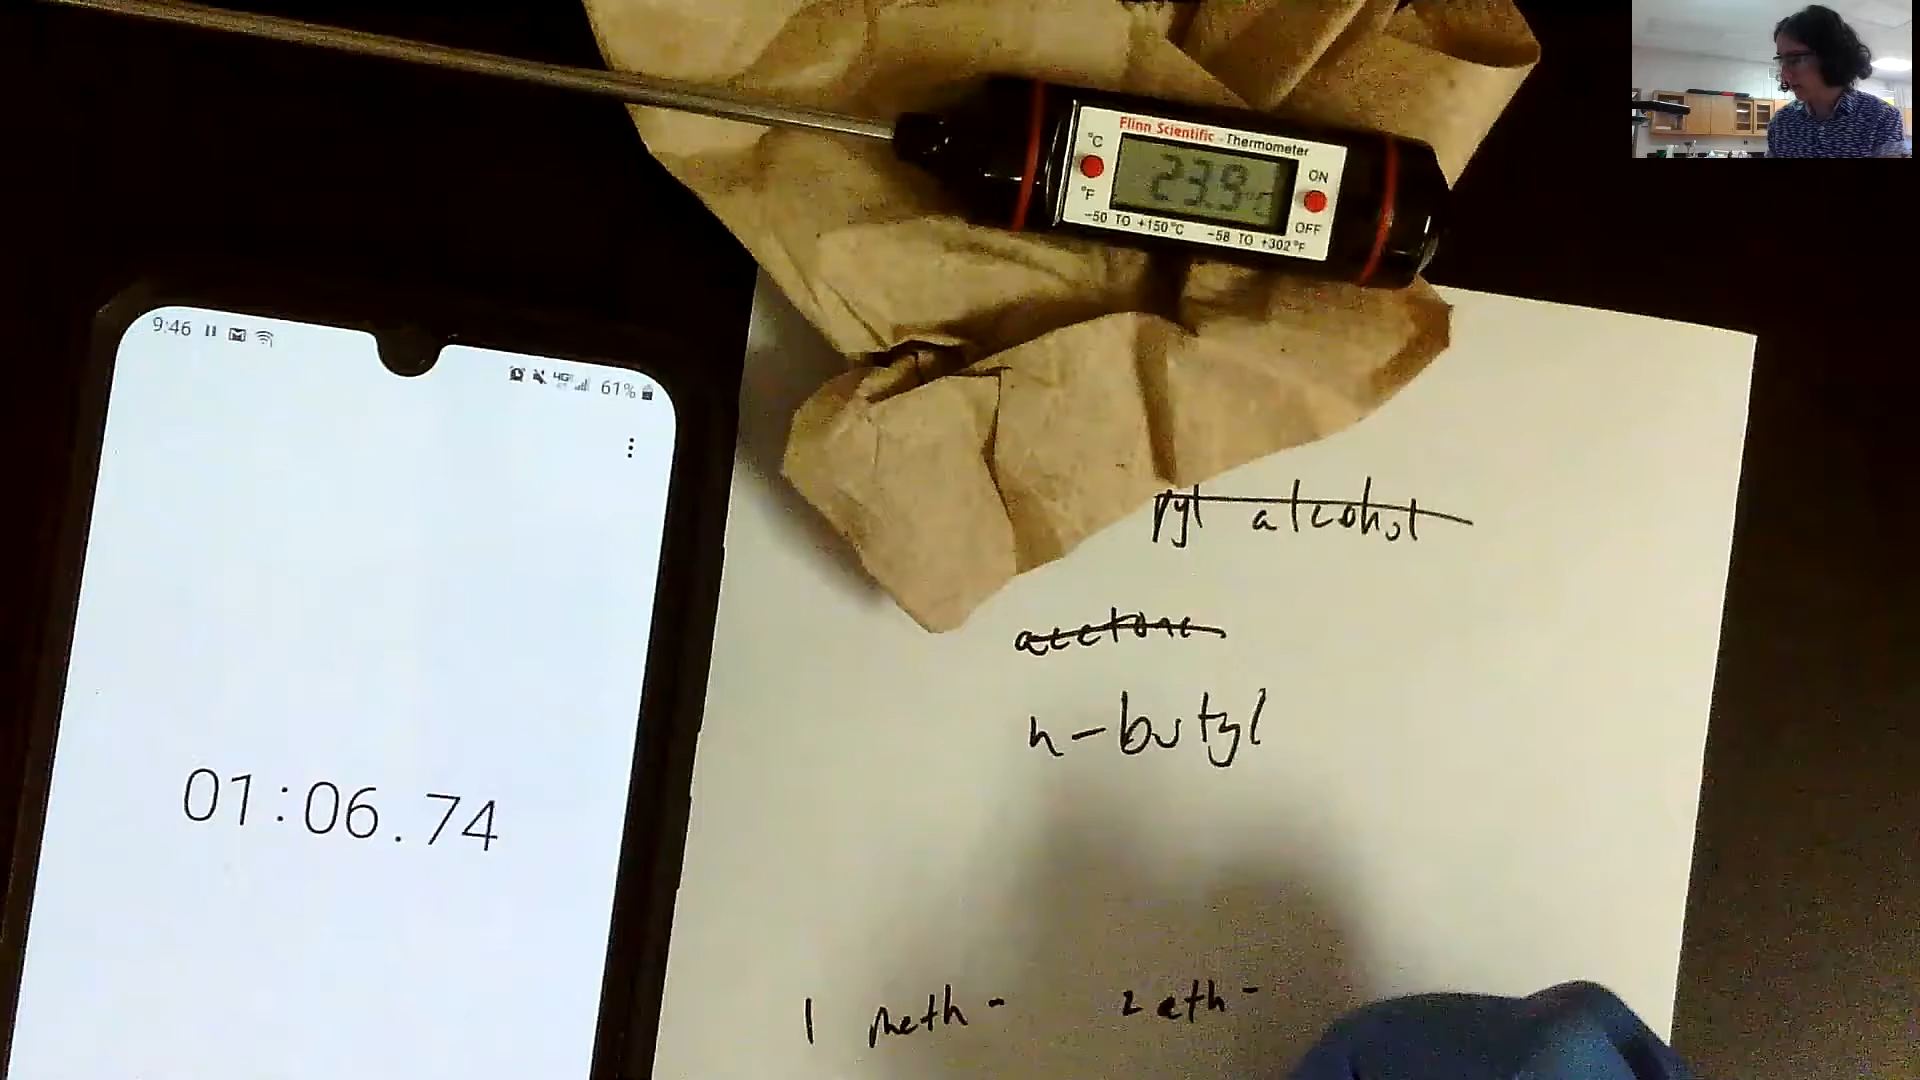 Flinn Scientific - Thermometer
°C
°F
23.9°C
ON
OFF
-50 TO +150°C -58 TO +302°F
9:46
4G 61%
01:06.74
pyl alcohol
acetone
n-butyl
1 meth- 2 eth-